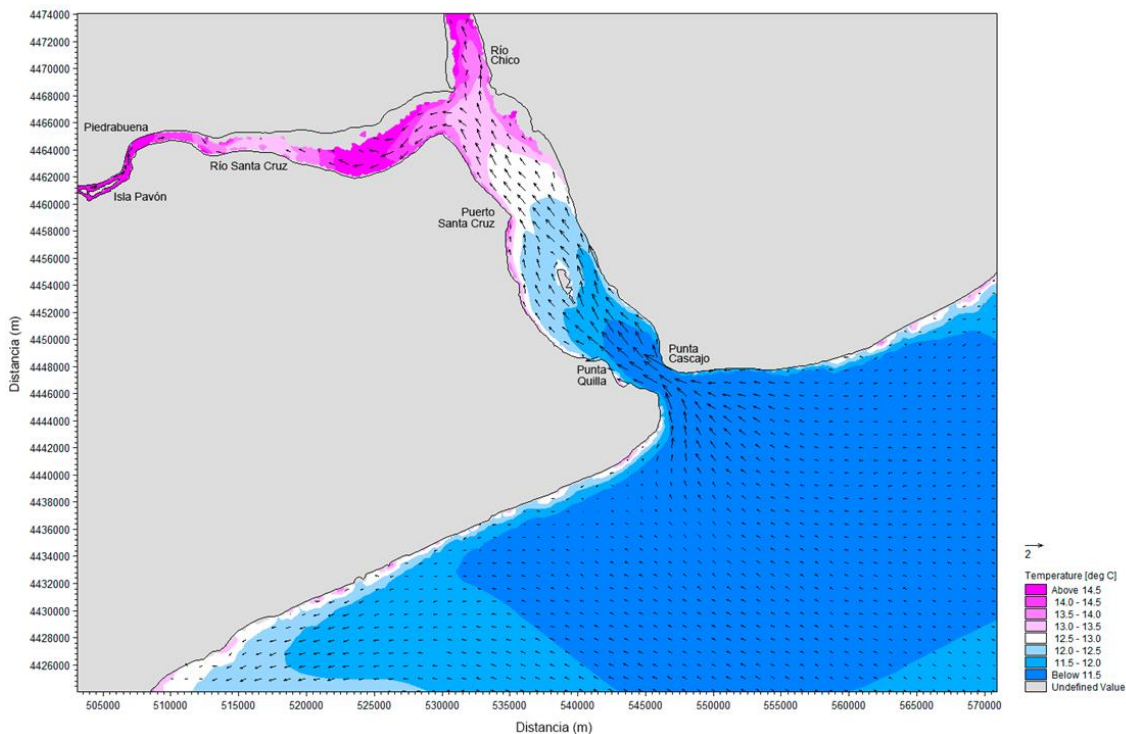 4474000
4472000
4470000
4468000
4466000
4464000
4462000
4460000
4458000
4456000
4454000
4452000
4450000
4448000
4446000
4444000
4442000
4440000
4438000
4436000
4434000
4432000
4430000
4428000
4426000
Distancia (m)
Río
Chico
Piedrabuena
Río Santa Cruz
Isla Pavón
Puerto
Santa Cruz
Punta
Cascajo
Punta
Quilla
505000 510000 515000 520000 525000 530000 535000 540000 545000 550000 555000 560000 565000 570000
Distancia (m)
2
Temperature [deg C]
Above 14.5
14.0 - 14.5
13.5 - 14.0
13.0 - 13.5
12.5 - 13.0
12.0 - 12.5
11.5 - 12.0
Below 11.5
Undefined Value